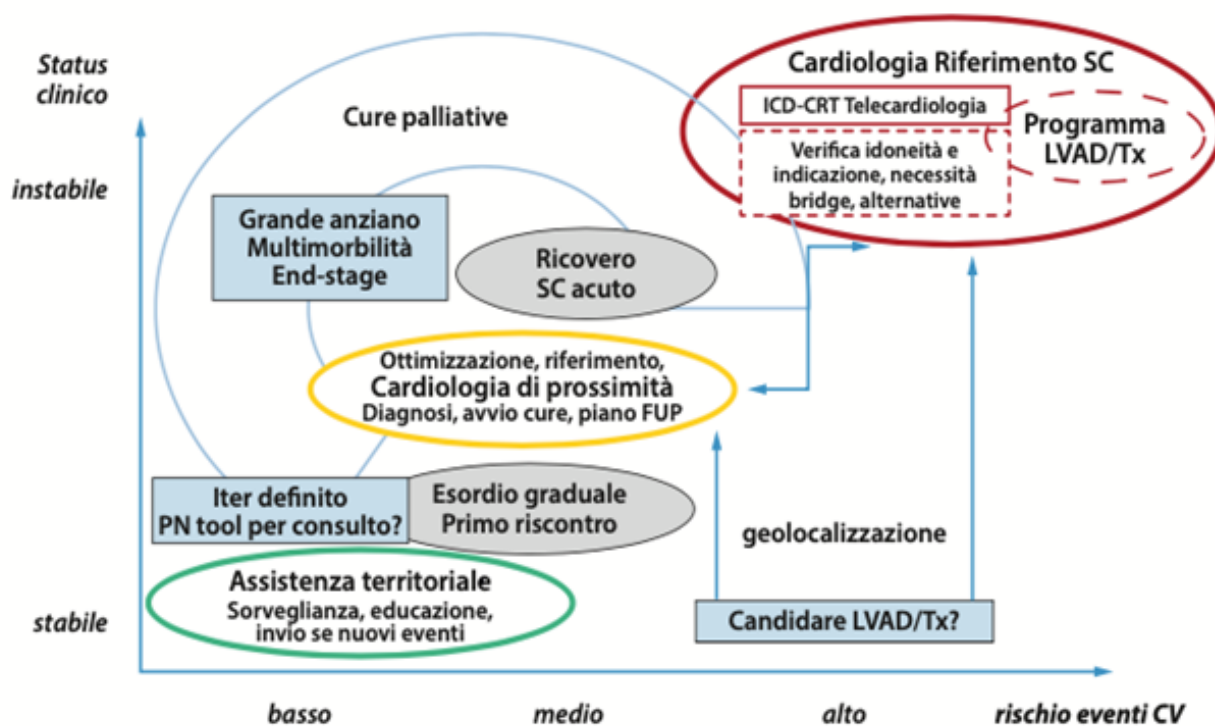 Status
clinico
instabile
stabile
Cure palliative
Cardiologia Riferimento SC
ICD-CRT Telecardiologia
Verifica idoneità e
indicazione, necessità
bridge, alternative
Programma
LVAD/Tx
Grande anziano
Multimorbilità
End-stage
Ricovero
SC acuto
Ottimizzazione, riferimento,
Cardiologia di prossimità
Diagnosi, avvio cure, piano FUP
Iter definito
PN tool per consulto?
Esordio graduale
Primo riscontro
geolocalizzazione
Assistenza territoriale
Sorveglianza, educazione,
invio se nuovi eventi
Candidare LVAD/Tx?
basso
medio
alto
rischio eventi CV